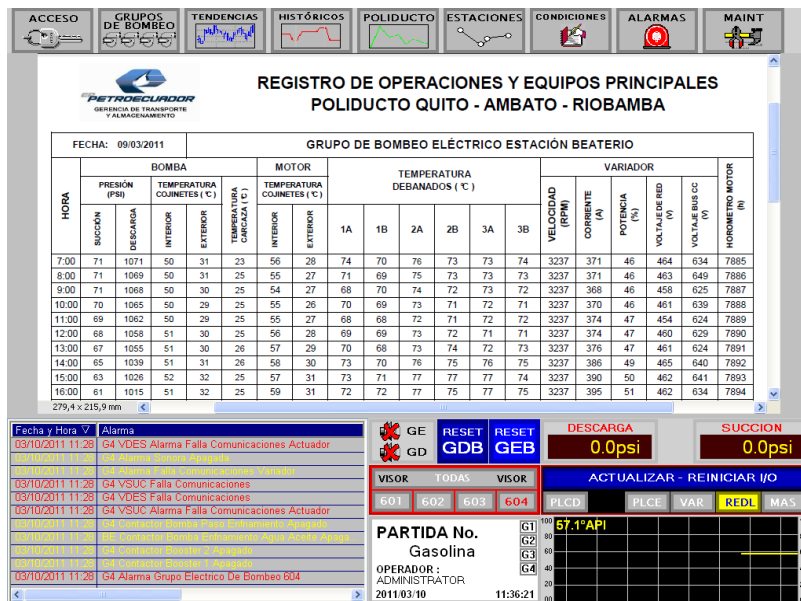 ACCESO GRUPOS DE BOMBEO TENDENCIAS HISTÓRICOS POLIDUCTO ESTACIONES CONDICIONES ALARMAS MAINT
PETROECUADOR
GERENCIA DE TRANSPORTE
Y ALMACENAMIENTO
REGISTRO DE OPERACIONES Y EQUIPOS PRINCIPALES
POLIDUCTO QUITO - AMBATO - RIOBAMBA
FECHA: 09/03/2011 GRUPO DE BOMBEO ELÉCTRICO ESTACIÓN BEATERIO
HORA BOMBA MOTOR TEMPERATURA DEBANADOS (℃) VARIADOR HOROMETRO MOTOR (h)
PRESIÓN (PSI) TEMPERATURA COJINETES (℃) TEMPERATURA CARCAZA (℃) TEMPERATURA COJINETES (℃)
SUCCIÓN DESCARGA INTERIOR EXTERIOR INTERIOR EXTERIOR 1A 1B 2A 2B 3A 3B VELOCIDAD (RPM) CORRIENTE (A) POTENCIA (%) VOLTAJE DE RED (V) VOLTAJE BUS CC (V)
7:00 71 1071 50 31 23 56 28 74 70 76 73 73 74 3237 371 46 464 634 7885
8:00 71 1069 50 31 25 55 27 71 69 75 73 73 73 3237 371 46 463 649 7886
9:00 71 1068 50 30 25 54 27 68 70 74 72 73 72 3237 368 46 458 625 7887
10:00 70 1065 50 29 25 55 26 70 69 73 71 72 71 3237 370 46 461 639 7888
11:00 69 1062 50 29 25 55 27 68 68 72 71 72 72 3237 374 47 454 624 7889
12:00 68 1058 51 30 25 56 28 69 69 73 72 71 71 3237 374 47 460 629 7890
13:00 67 1055 51 30 26 57 29 70 68 73 74 72 73 3237 376 47 461 624 7891
14:00 65 1039 51 31 26 58 30 73 70 76 75 76 75 3237 386 49 465 640 7892
15:00 63 1026 52 32 25 57 31 73 71 77 77 77 74 3237 390 50 462 641 7893
16:00 61 1015 51 32 25 59 31 72 72 77 75 77 75 3237 395 51 462 634 7894
279,4 x 215,9 mm
Fecha y Hora Alarma
03/10/2011 11:28 G4 VDES Alarma Falla Comunicaciones Actuador
03/10/2011 11:28 G4 Alarma Sonora Apagada
03/10/2011 11:28 G4 Alarma Falla Comunicaciones Variador
03/10/2011 11:28 G4 VSUC Falla Comunicaciones
03/10/2011 11:28 G4 VDES Falla Comunicaciones
03/10/2011 11:28 G4 VSUC Alarma Falla Comunicaciones Actuador
03/10/2011 11:28 G4 Contactor Bomba Paso Enfriamiento Apagado
03/10/2011 11:28 BE Contactor Bomba Enfriamiento Agua Aceite Apaga
03/10/2011 11:28 G4 Contactor Booster 2 Apagado
03/10/2011 11:28 G4 Contactor Booster 1 Apagado
03/10/2011 11:28 G4 Alarma Grupo Electrico De Bombeo 604
GE
GD
RESET GDB
RESET GEB
DESCARGA
0.0psi
SUCCION
0.0psi
VISOR TODAS VISOR
601 602 603 604
ACTUALIZAR - REINICIAR I/O
PLCD PLCE VAR REDL MAS
PARTIDA No.
Gasolina
OPERADOR :
ADMINISTRATOR
2011/03/10 11:36:21
G1
G2
G3
G4
57.1°API
100
80
60
40
20
00